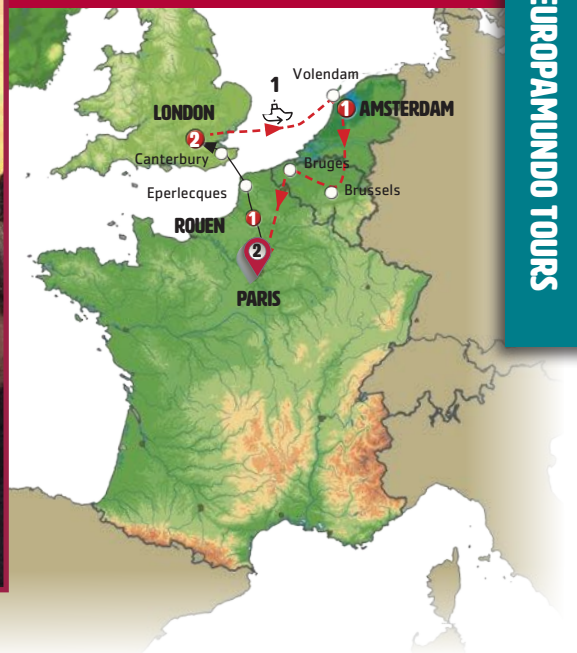 EUROPAMUNDO TOURS
Volendam
1
LONDON
1
AMSTERDAM
2
Canterbury
Bruges
Eperlecques
Brussels
ROUEN
1
2
PARIS